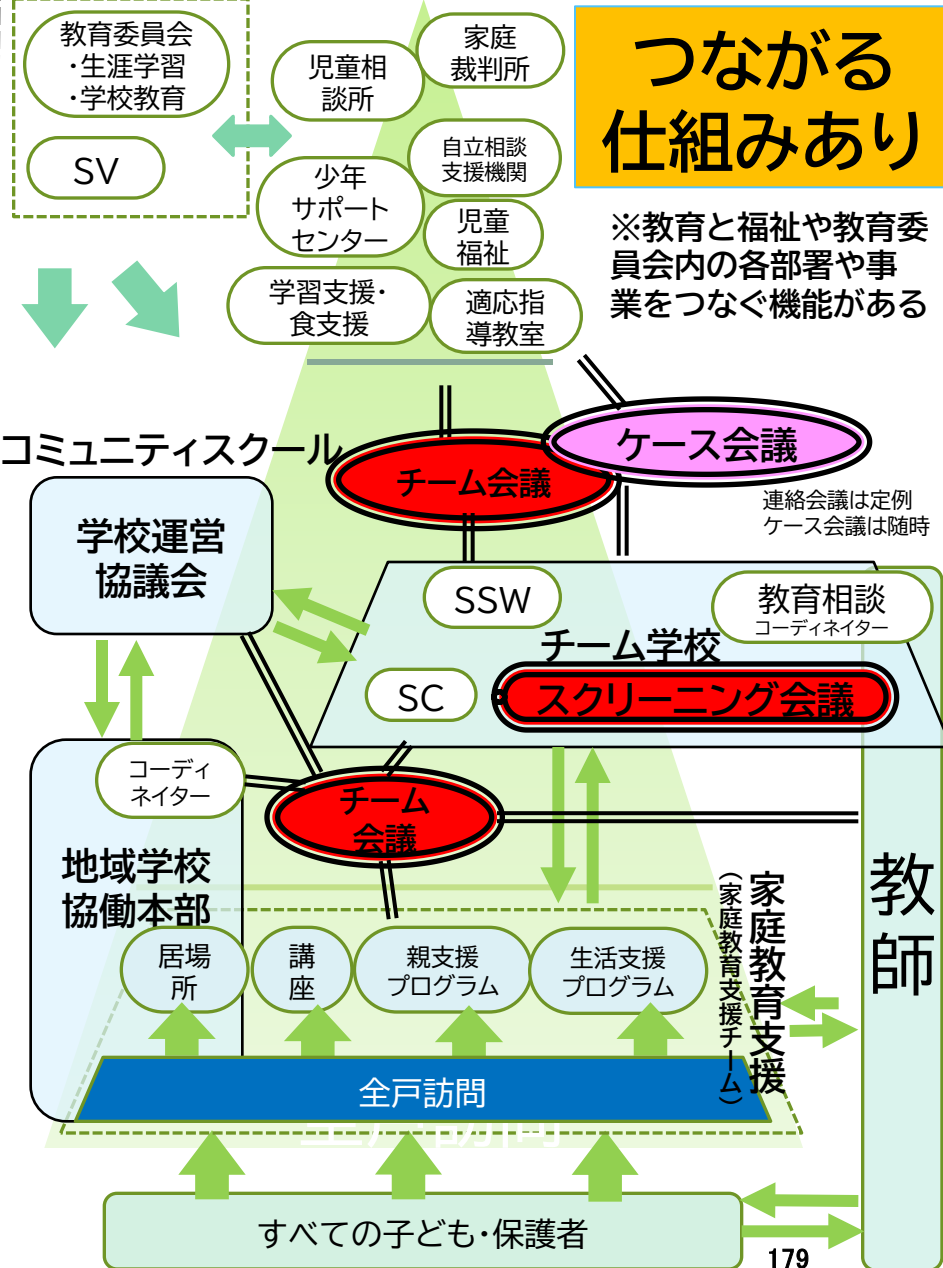 教育委員会
・生涯学習
・学校教育
SV
児童相
談所
家庭
裁判所
自立相談
支援機関
少年
サポート
センター
児童
福祉
学習支援・
食支援
適応指
導教室
つながる
仕組みあり
※教育と福祉や教育委
員会内の各部署や事
業をつなぐ機能がある
コミュニティスクール
チーム会議
ケース会議
連絡会議は定例
ケース会議は随時
学校運営
協議会
SSW
教育相談
コーディネイター
チーム学校
SC
スクリーニング会議
コーディ
ネイター
チーム
会議
地域学校
協働本部
居場
所
講
座
親支援
プログラム
生活支援
プログラム
家庭教育支援
(家庭教育支援チーム)
教師
全戸訪問
全戸訪問
すべての子ども・保護者
179